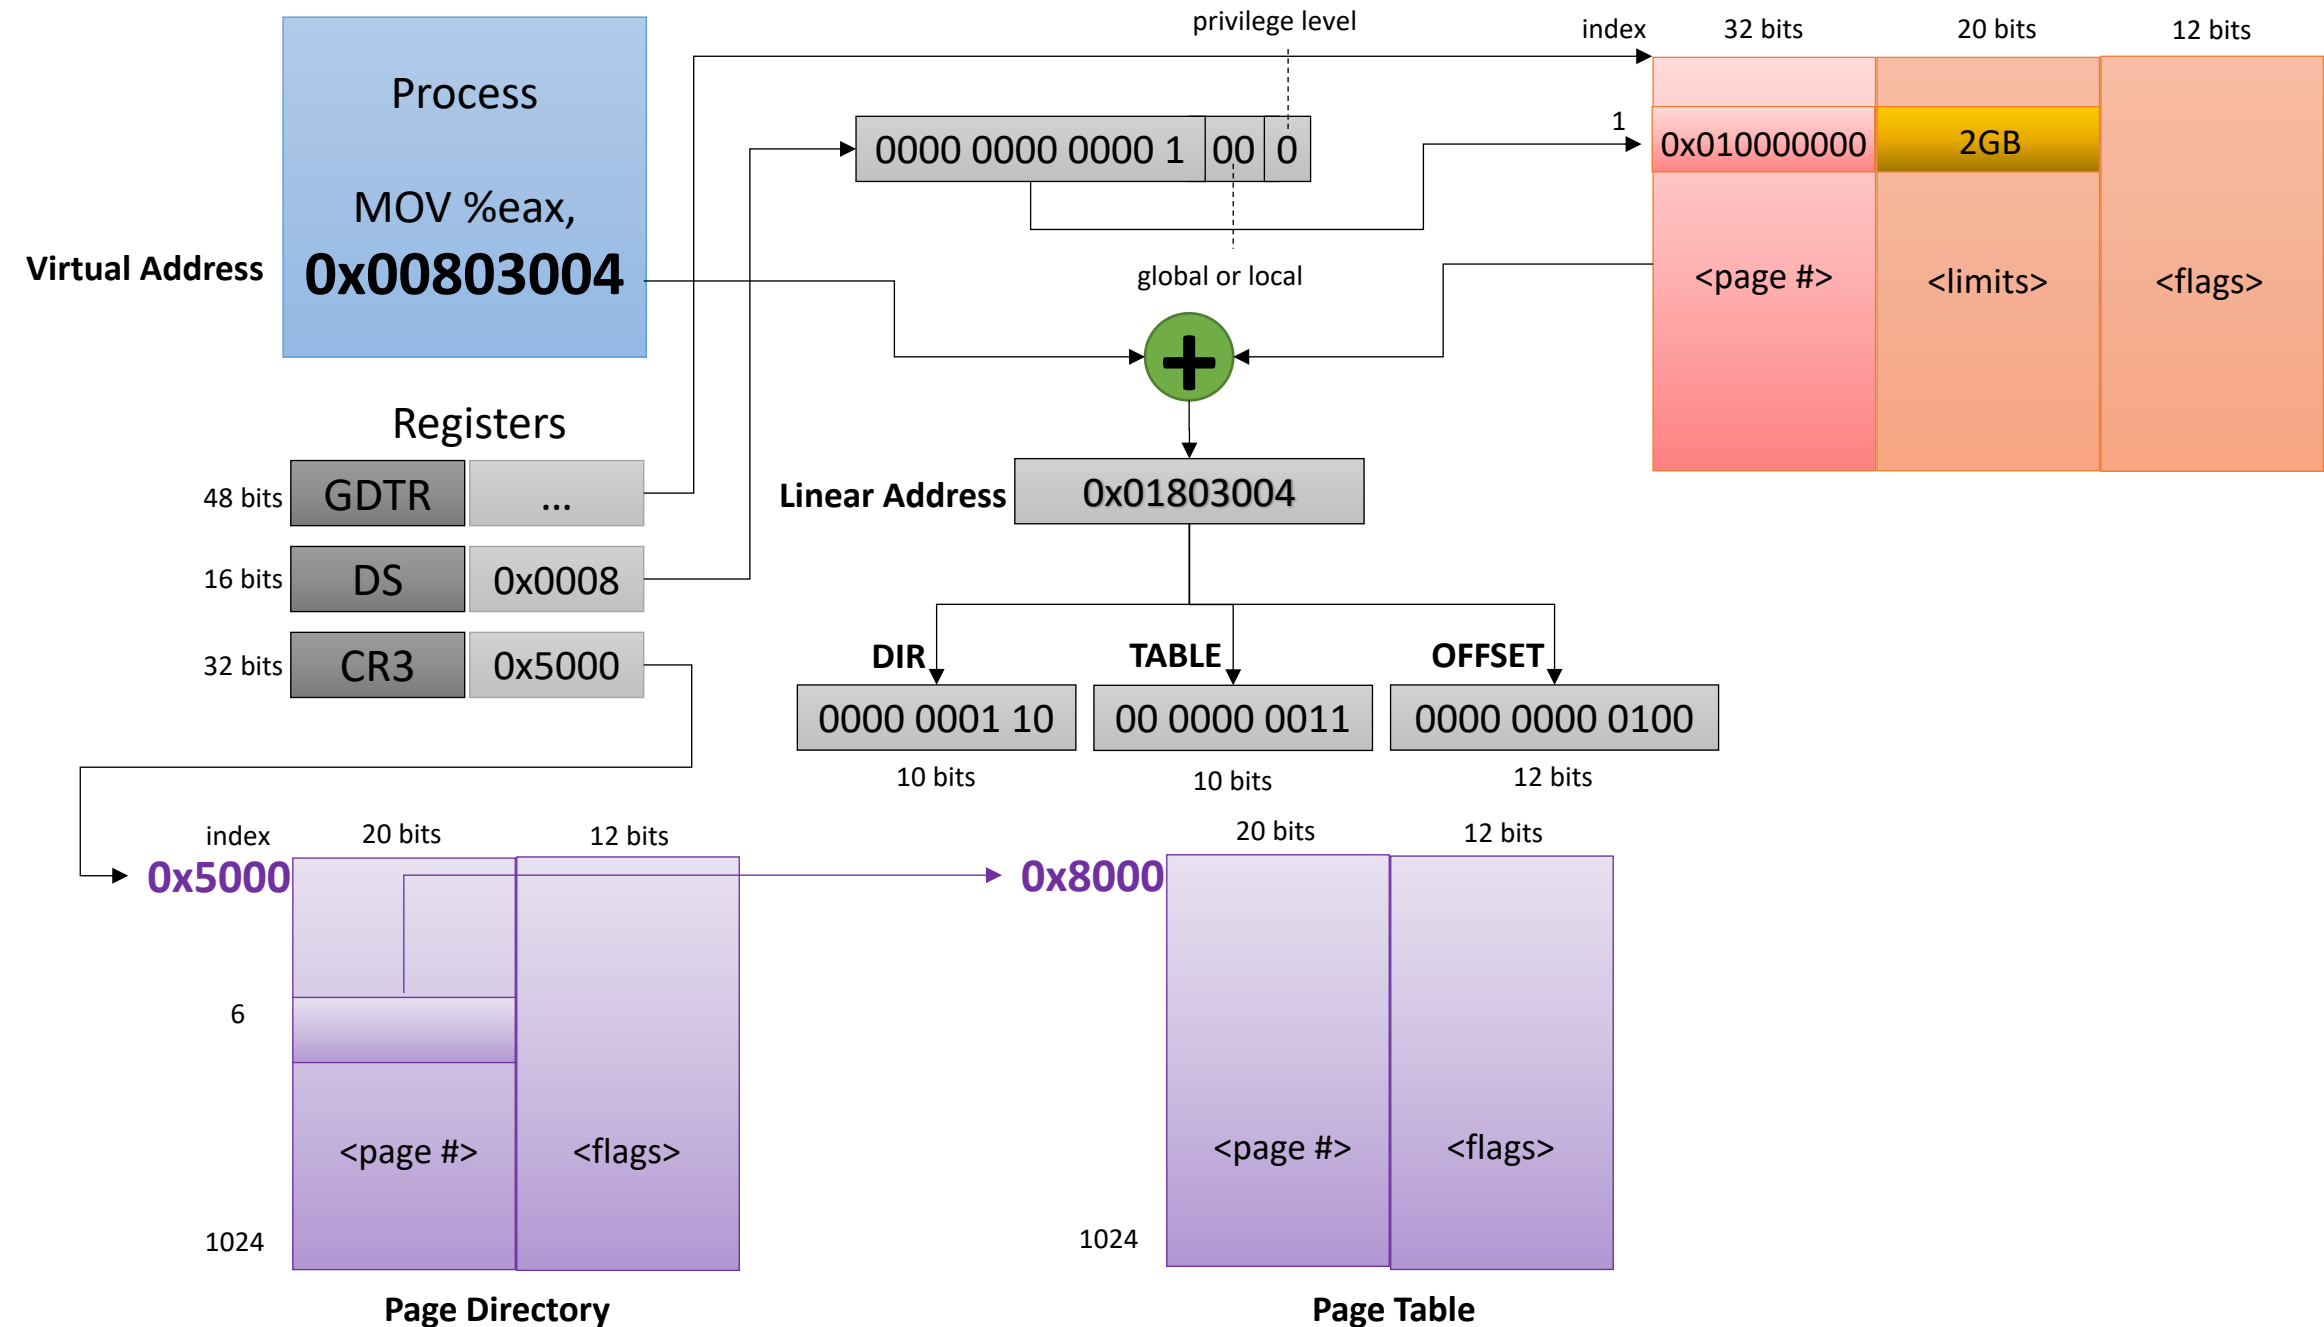 privilege level
index
32 bits
20 bits
12 bits
Process
MOV %eax,
0x00803004
Virtual Address
0000 0000 0000 1
00
0
global or local
1
0x010000000
2GB
<page #>
<limits>
<flags>
+
Registers
48 bits
GDTR
...
16 bits
DS
0x0008
32 bits
CR3
0x5000
Linear Address
0x01803004
DIR
TABLE
OFFSET
0000 0001 10
00 0000 0011
0000 0000 0100
10 bits
10 bits
12 bits
index
20 bits
12 bits
0x5000
6
<page #>
<flags>
1024
Page Directory
20 bits
12 bits
0x8000
<page #>
<flags>
1024
Page Table